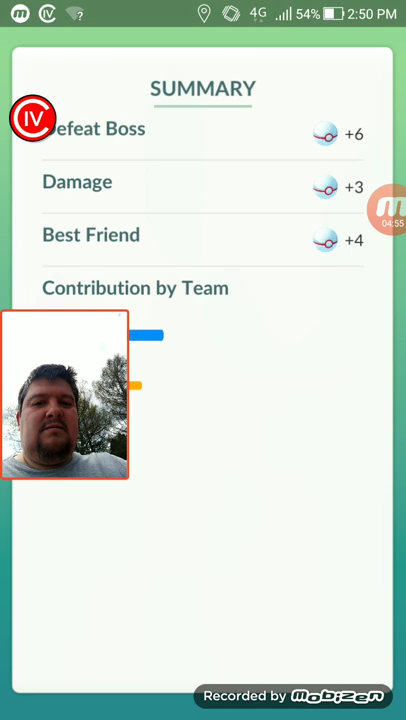 4G 54% 2:50 PM
SUMMARY
IV
efeat Boss +6
Damage +3
04:55
Best Friend +4
Contribution by Team
Recorded by mobizen